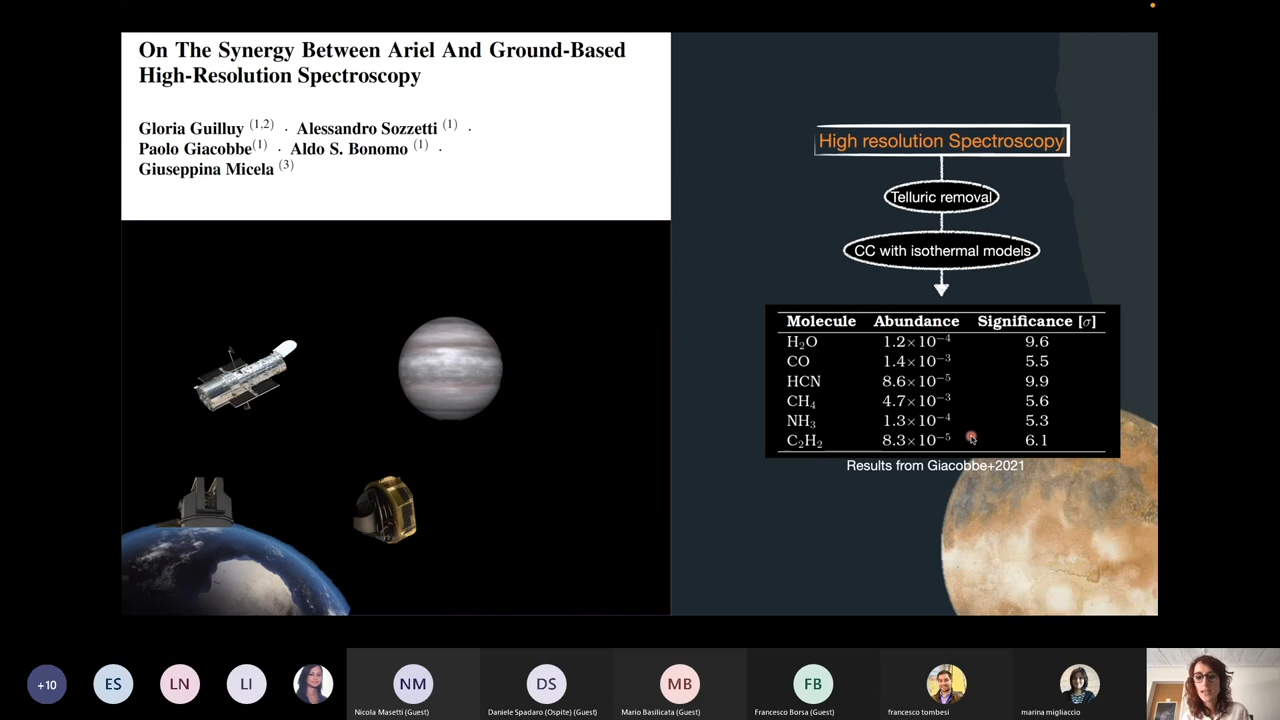 On The Synergy Between Ariel And Ground-Based
High-Resolution Spectroscopy
Gloria Guilluy (1,2) · Alessandro Sozzetti (1) ·
Paolo Giacobbe(1) · Aldo S. Bonomo (1) ·
Giuseppina Micela (3)
High resolution Spectroscopy
Telluric removal
CC with isothermal models
Molecule Abundance Significance [σ]
H₂O 1.2×10⁻⁴ 9.6
CO 1.4×10⁻³ 5.5
HCN 8.6×10⁻⁵ 9.9
CH₄ 4.7×10⁻³ 5.6
NH₃ 1.3×10⁻⁴ 5.3
C₂H₂ 8.3×10⁻⁵ 6.1
Results from Giacobbe+2021
+10 ES LN LI NM DS MB FB
Nicola Masetti (Guest) Daniele Spadaro (Ospite) (Guest) Mario Basilicata (Guest) Francesco Borsa (Guest) francesco tombesi marina migliaccio